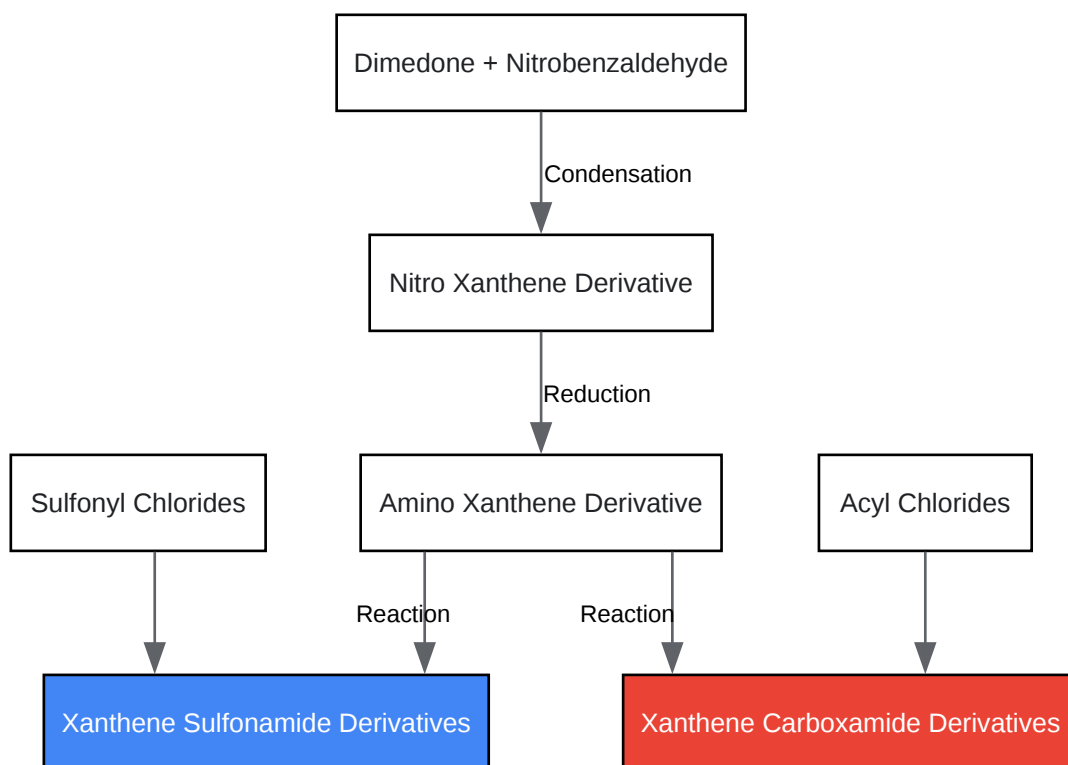 Dimedone + Nitrobenzaldehyde
Condensation
Nitro Xanthene Derivative
Reduction
Sulfonyl Chlorides
Amino Xanthene Derivative
Acyl Chlorides
Reaction
Reaction
Xanthene Sulfonamide Derivatives
Xanthene Carboxamide Derivatives